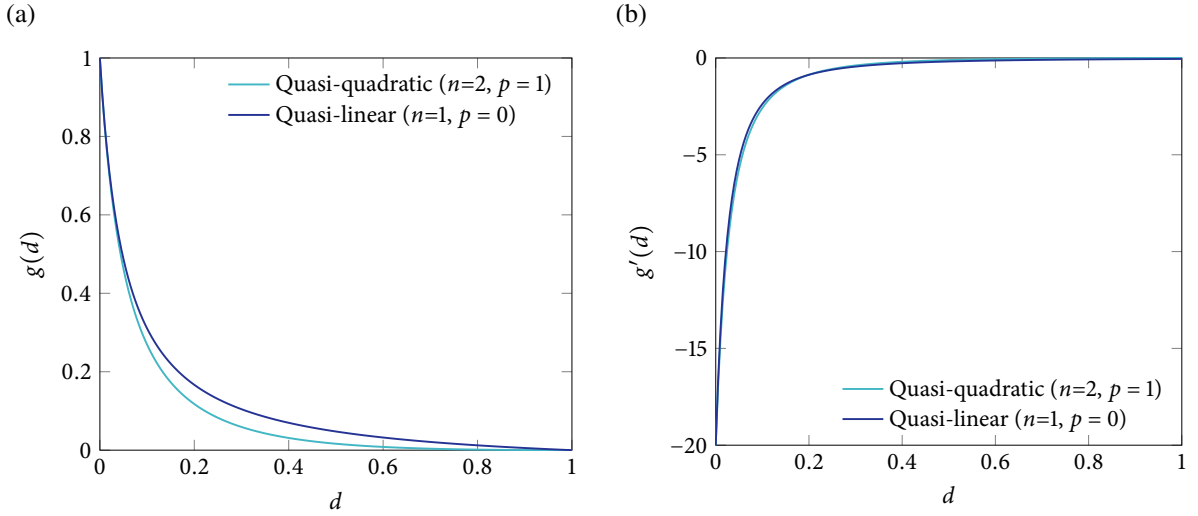 (a)
1
0.8
0.6
0.4
0.2
0
g(d)
0 0.2 0.4 0.6 0.8 1
d
Quasi-quadratic (n=2, p = 1)
Quasi-linear (n=1, p = 0)
(b)
0
−5
−10
−15
−20
g′(d)
0 0.2 0.4 0.6 0.8 1
d
Quasi-quadratic (n=2, p = 1)
Quasi-linear (n=1, p = 0)